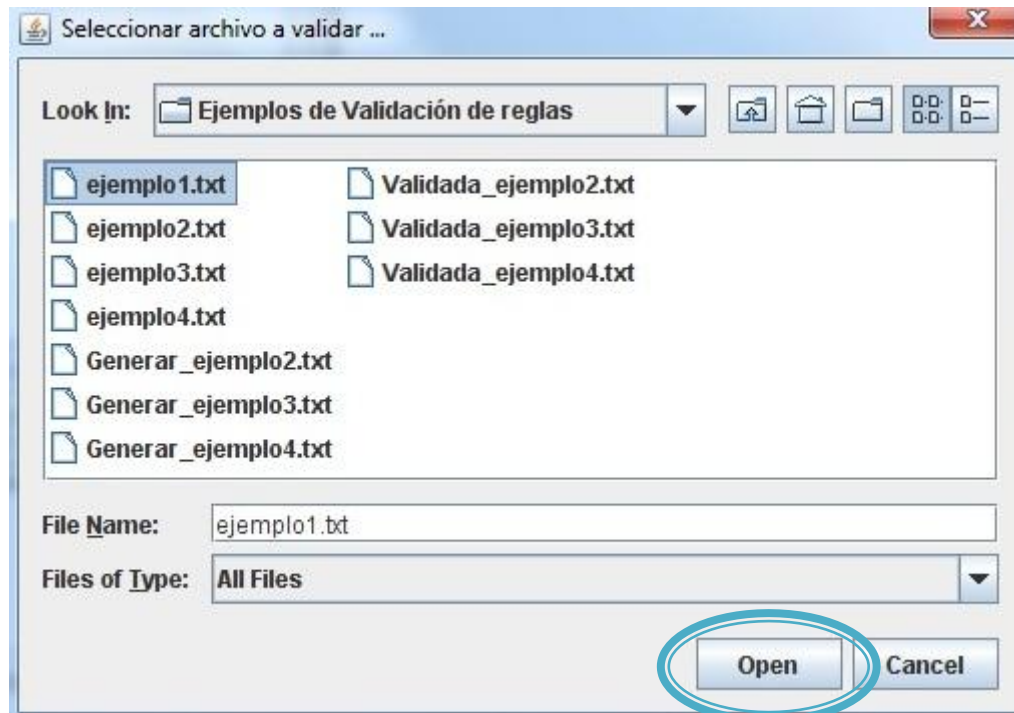 Seleccionar archivo a validar ...
Look In: Ejemplos de Validación de reglas
ejemplo1.txt
ejemplo2.txt
ejemplo3.txt
ejemplo4.txt
Generar_ejemplo2.txt
Generar_ejemplo3.txt
Generar_ejemplo4.txt
Validada_ejemplo2.txt
Validada_ejemplo3.txt
Validada_ejemplo4.txt
File Name: ejemplo1.txt
Files of Type: All Files
Open Cancel